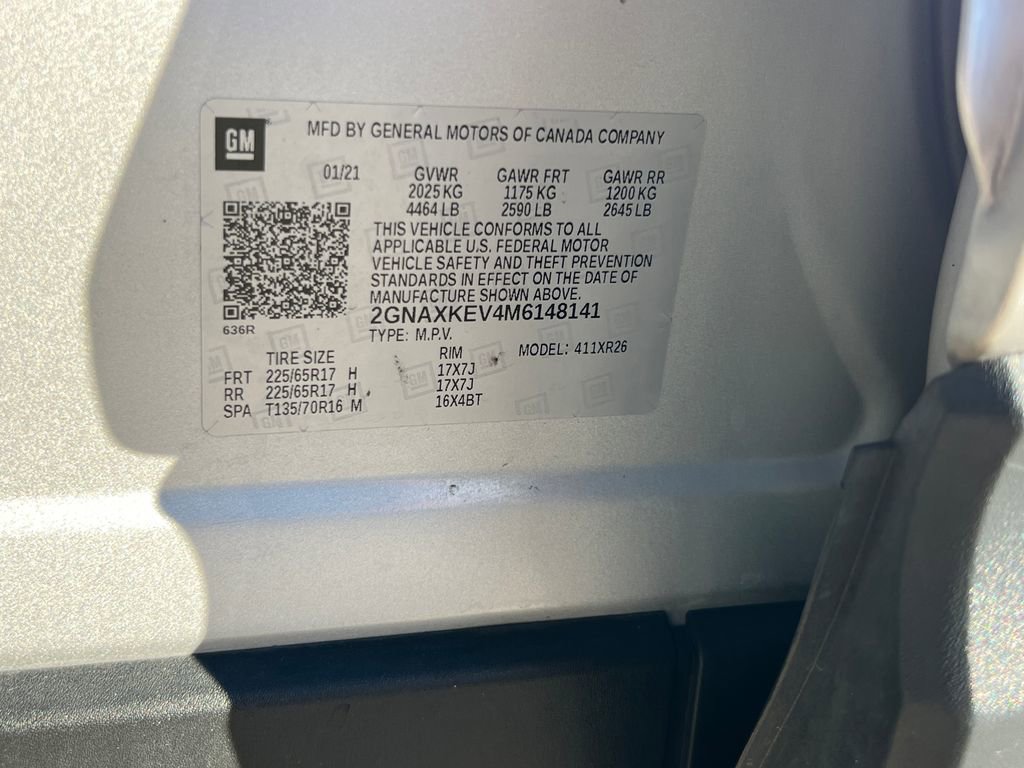 GM
MFD BY GENERAL MOTORS OF CANADA COMPANY
01/21 GVWR GAWR FRT GAWR RR
2025 KG 1175 KG 1200 KG
4464 LB 2590 LB 2645 LB
THIS VEHICLE CONFORMS TO ALL
APPLICABLE U.S. FEDERAL MOTOR
VEHICLE SAFETY AND THEFT PREVENTION
STANDARDS IN EFFECT ON THE DATE OF
MANUFACTURE SHOWN ABOVE.
2GNAXKEV4M6148141
636R
TYPE: M.P.V.
MODEL: 411XR26
TIRE SIZE RIM
FRT 225/65R17 H 17X7J
RR 225/65R17 H 17X7J
SPA T135/70R16 M 16X4BT